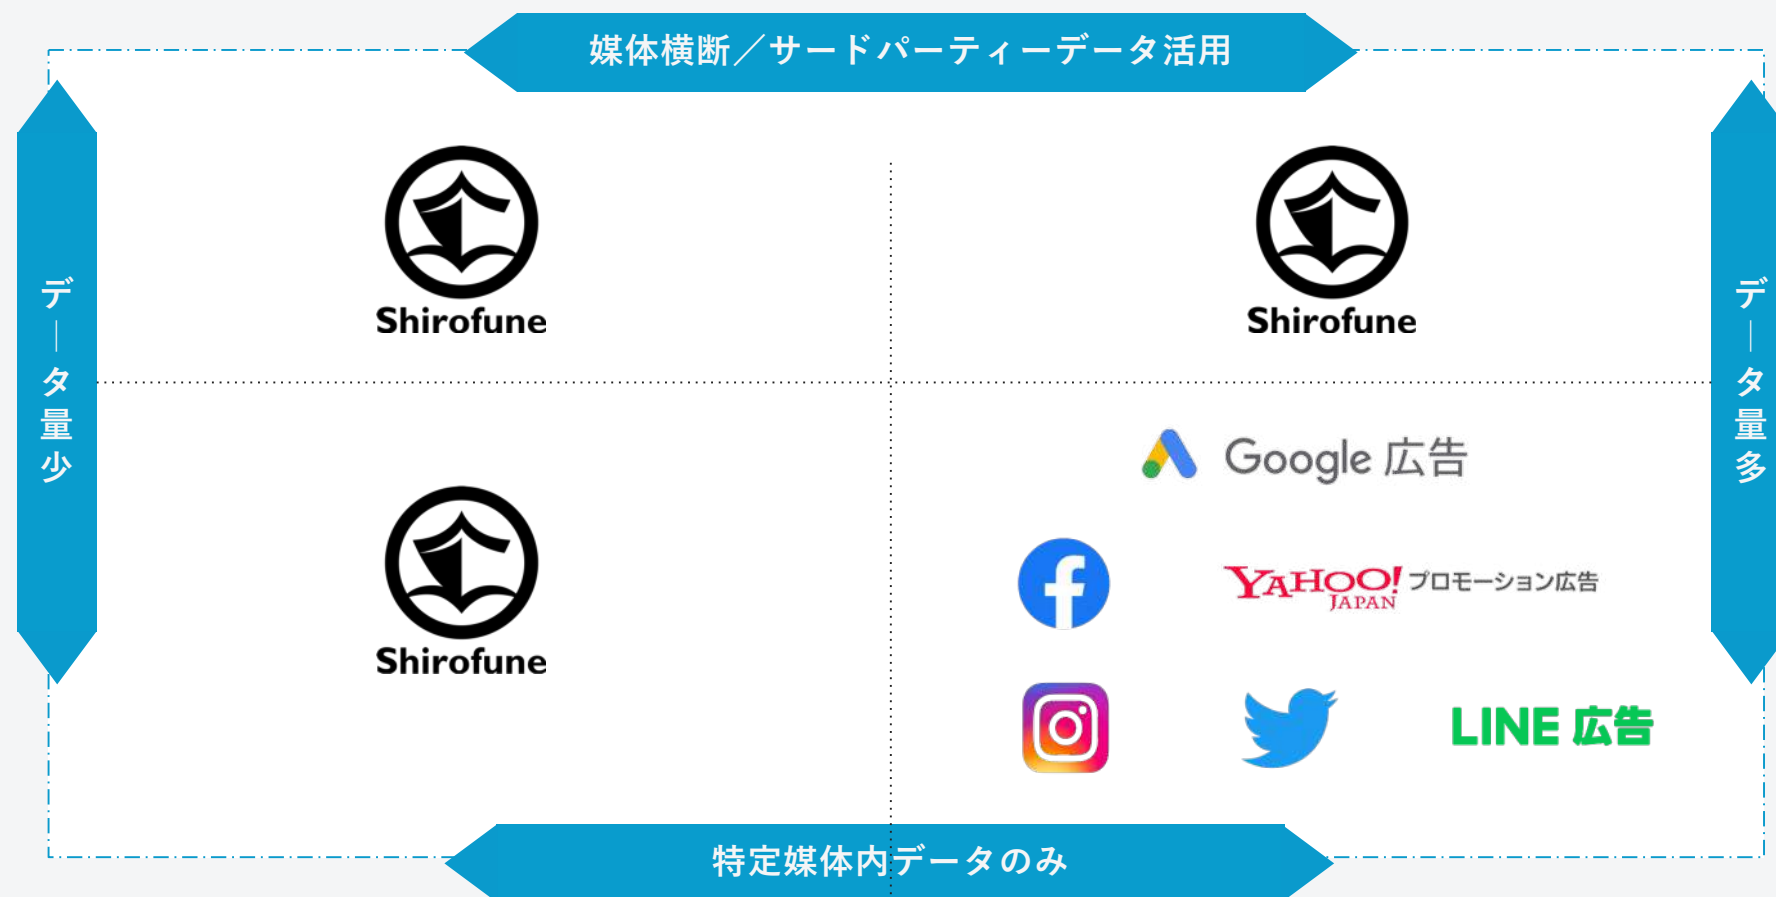 媒体横断／サードパーティーデータ活用
データ量少
データ量多
Shirofune
Shirofune
Shirofune
Google 広告
YAHOO! JAPAN プロモーション広告
LINE 広告
特定媒体内データのみ